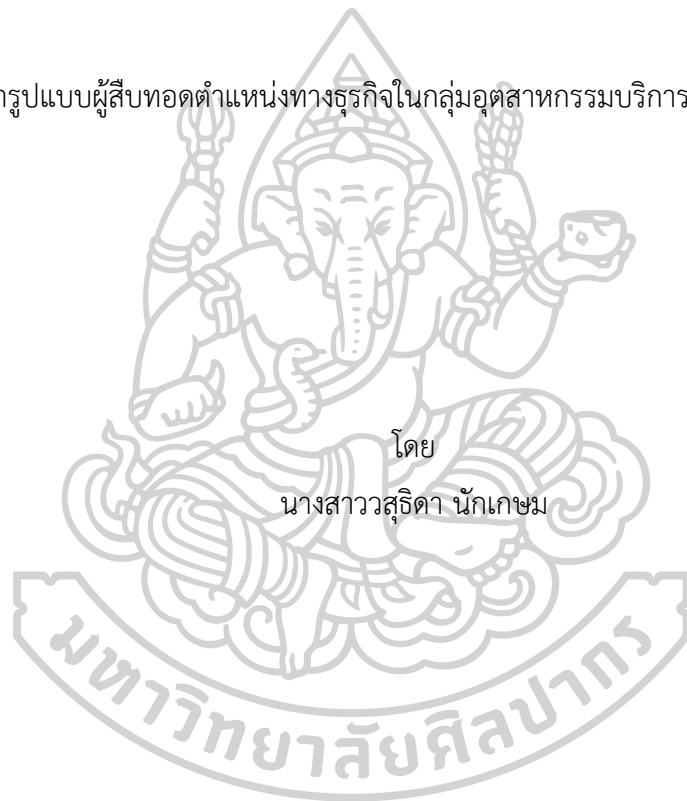 รูปแบบผู้สืบทอดตำแหน่งทางธุรกิจในกลุ่มอุตสาหกรรมบริการ
โดย
นางสาววสุธิดา นักเกษม
มหาวิทยาลัยศิลปากร